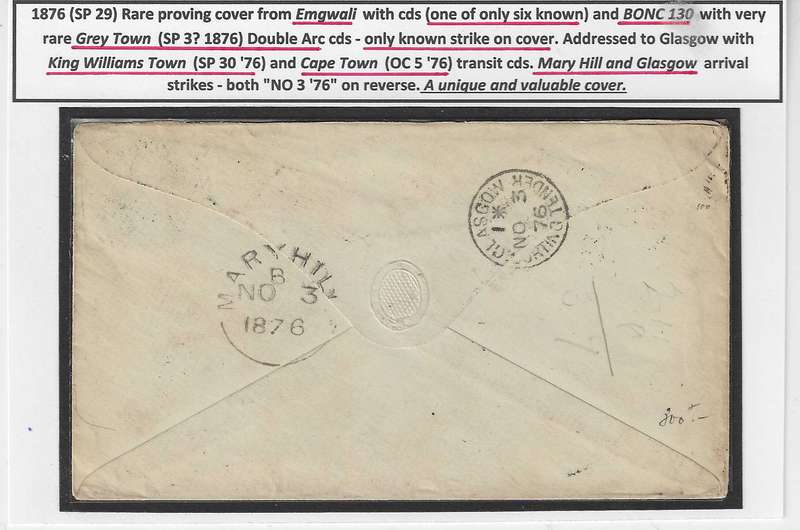 1876 (SP 29) Rare proving cover from Emgwali with cds (one of only six known) and BONC 130 with very
rare Grey Town (SP 3? 1876) Double Arc cds - only known strike on cover. Addressed to Glasgow with
King Williams Town (SP 30 '76) and Cape Town (OC 5 '76) transit cds. Mary Hill and Glasgow arrival
strikes - both "NO 3 '76" on reverse. A unique and valuable cover.
GLASGOW
1 *
NO 3
76
MARYHILL
B
NO 3
1876